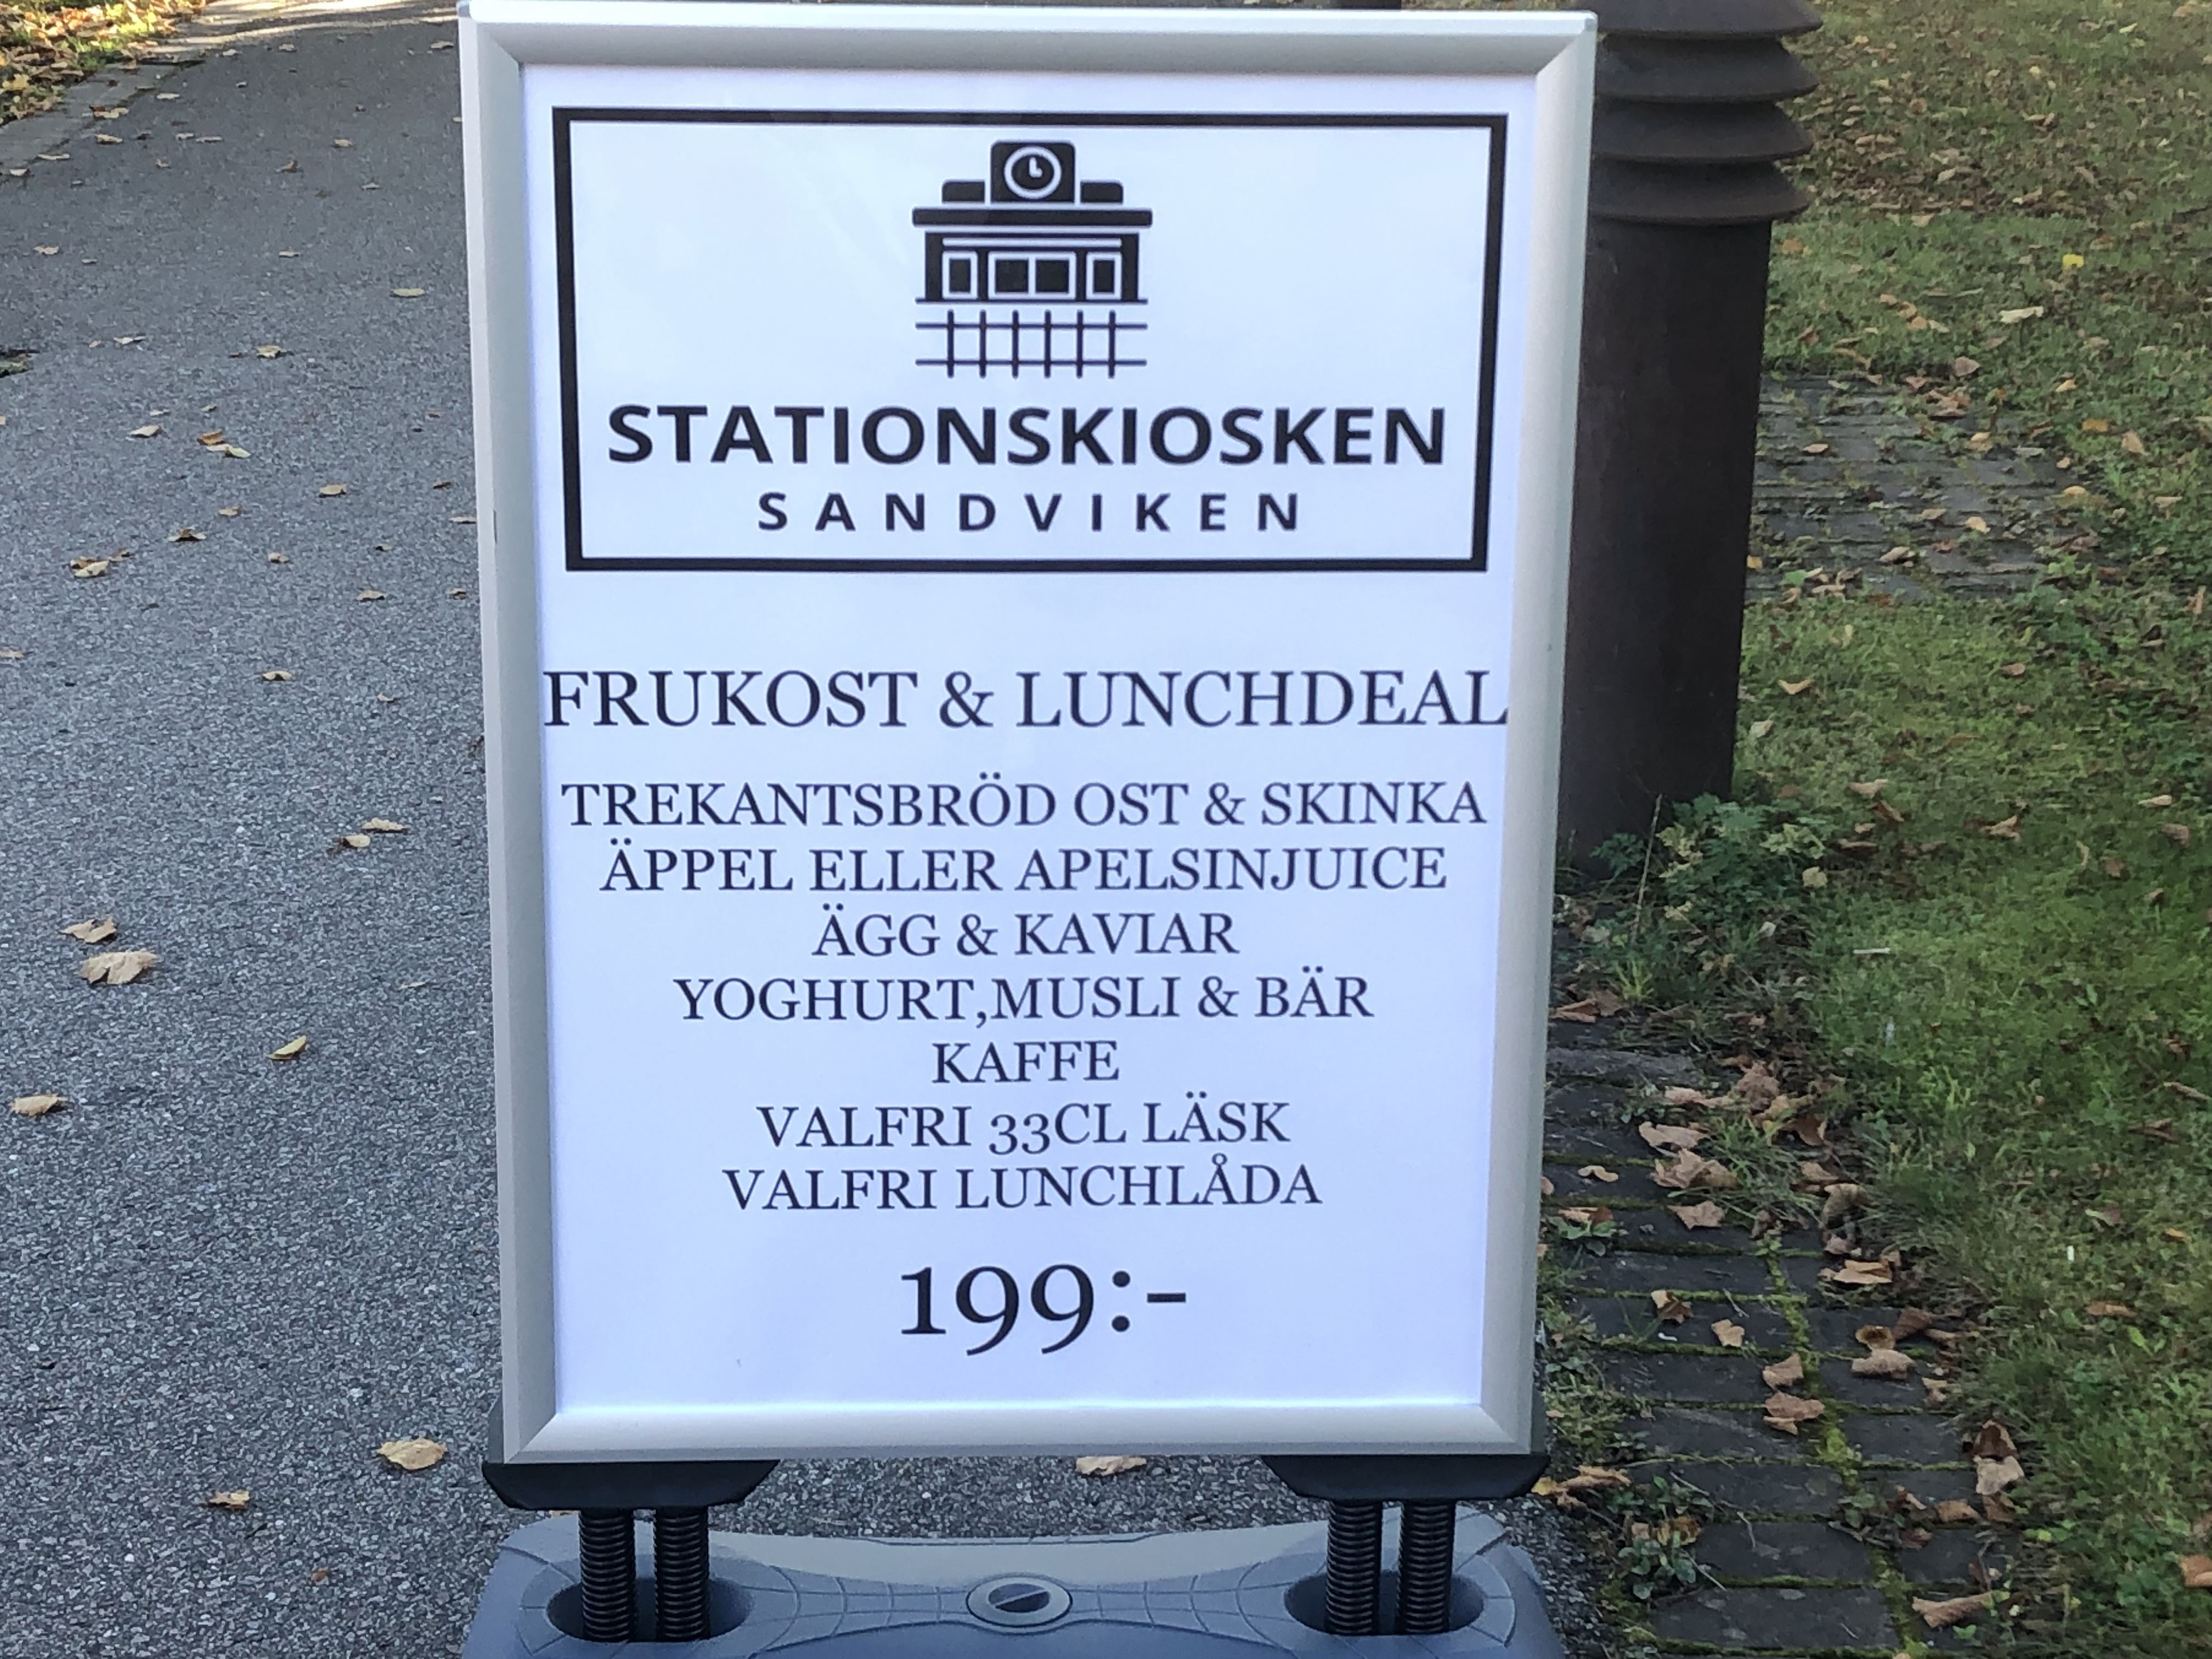 STATIONSKIOSKEN
SANDVIKEN
FRUKOST & LUNCHDEAL
TREKANTSBRÖD OST & SKINKA
ÄPPEL ELLER APELSINJUICE
ÄGG & KAVIAR
YOGHURT,MUSLI & BÄR
KAFFE
VALFRI 33CL LÄSK
VALFRI LUNCHLÅDA
199:-